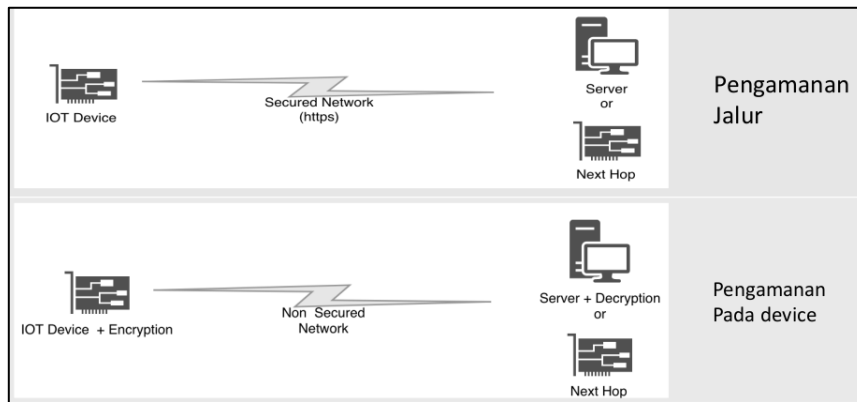 IOT Device
Secured Network
(https)
Server
or
Next Hop
Pengamanan
Jalur
IOT Device + Encryption
Non Secured
Network
Server + Decryption
or
Next Hop
Pengamanan
Pada device